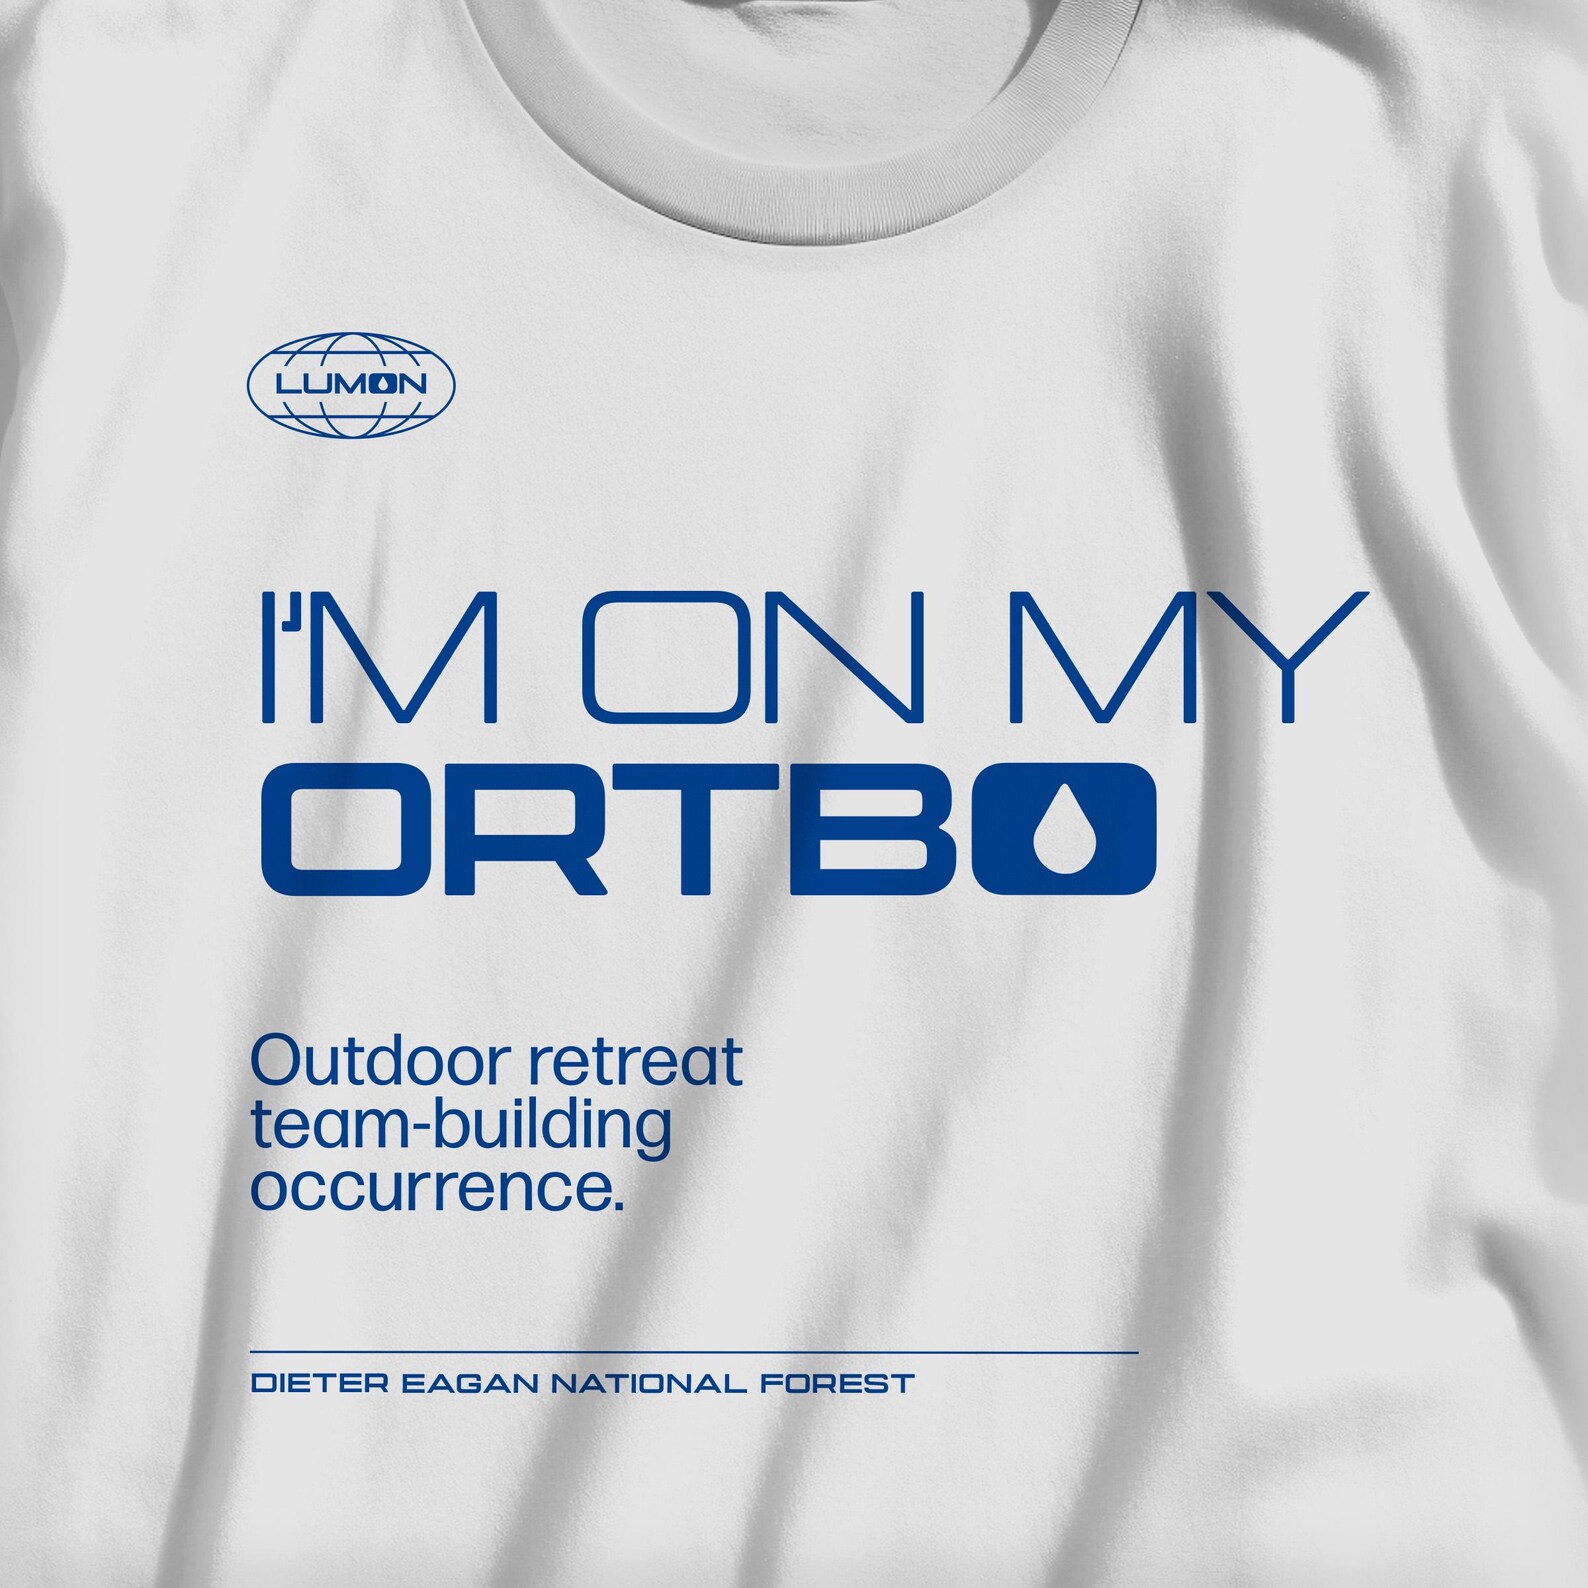 LUMON
I'M ON MY
ORTBO
Outdoor retreat
team-building
occurrence.
DIETER EAGAN NATIONAL FOREST